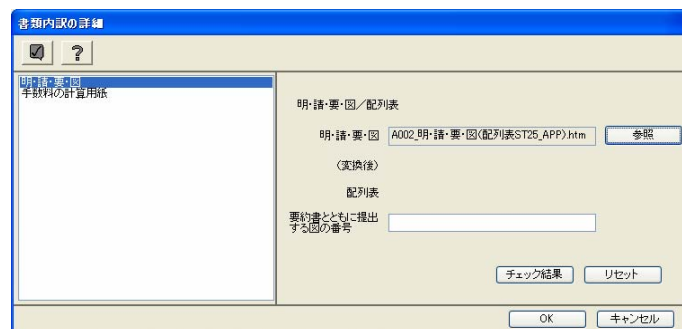 書類内訳の詳細
?
明・請・要・図
手数料の計算用紙
明・請・要・図／配列表
明・請・要・図 A002_明・請・要・図(配列表ST25_APP).htm 参照
(変換後)
配列表
要約書とともに提出
する図の番号
チェック結果 リセット
OK キャンセル